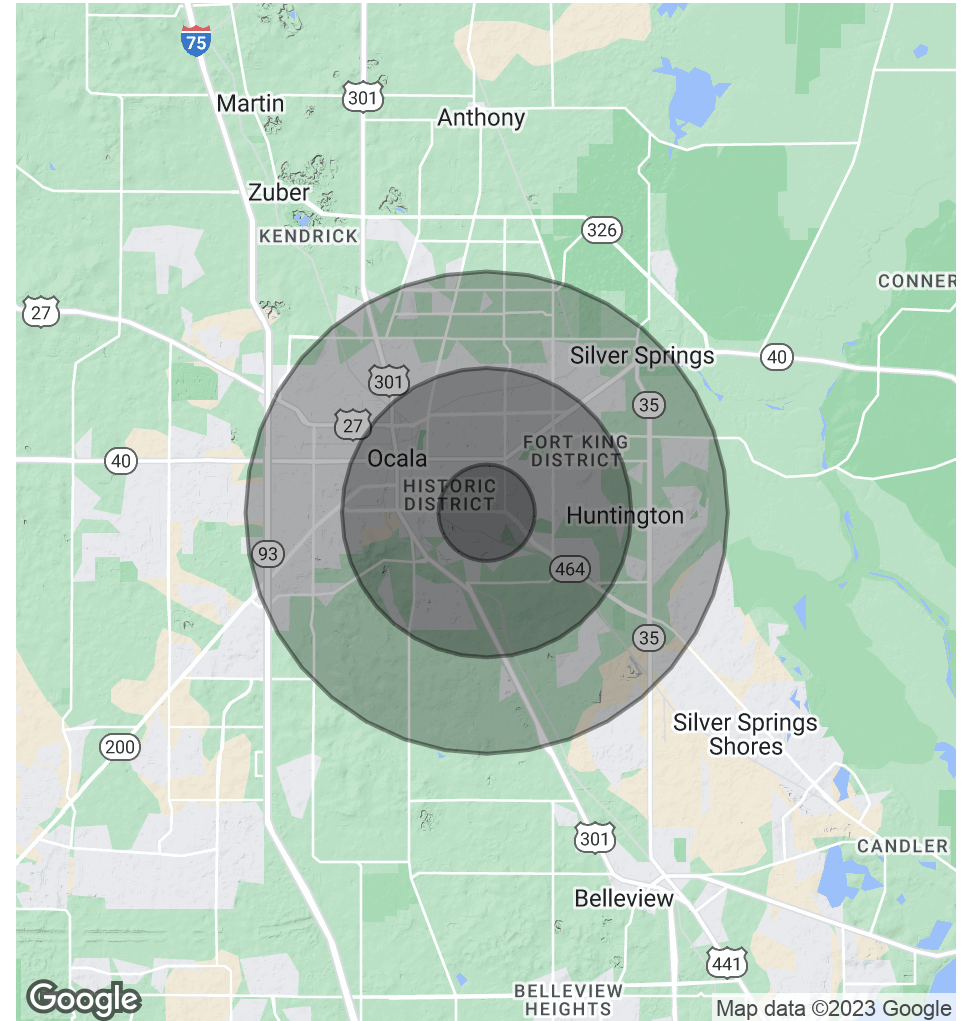 75
Martin
301
Anthony
Zuber
KENDRICK
326
CONNER
27
Silver Springs
40
301
35
27
FORT KING
DISTRICT
Ocala
40
HISTORIC
DISTRICT
Huntington
93
464
35
Silver Springs
Shores
200
301
CANDLER
Belleview
441
BELLEVIEW
HEIGHTS
Google
Map data ©2023 Google